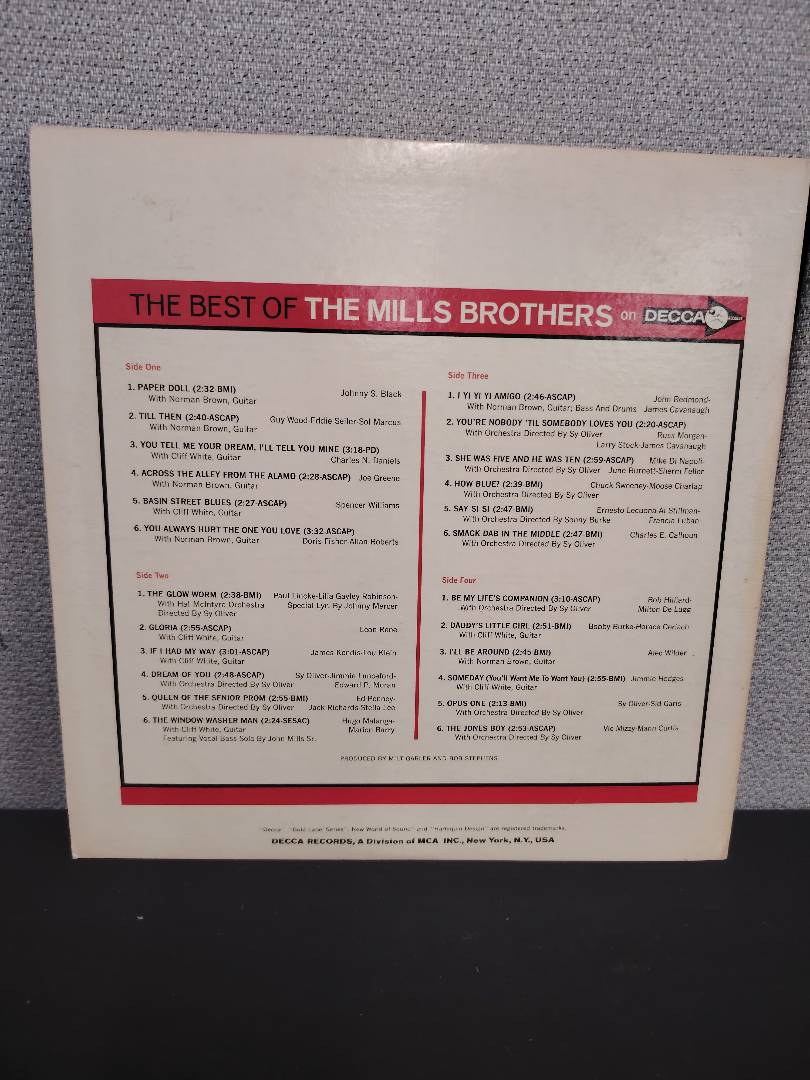 THE BEST OF THE MILLS BROTHERS on DECCA
Side One
1. PAPER DOLL (2:32-BMI) Johnny S. Black
With Norman Brown, Guitar
2. TILL THEN (2:40-ASCAP) Guy Wood-Eddie Seiler-Sol Marcus
With Norman Brown, Guitar
3. YOU TELL ME YOUR DREAM, I'LL TELL YOU MINE (3:18-PD)
With Cliff White, Guitar Charles N. Daniels
4. ACROSS THE ALLEY FROM THE ALAMO (2:28-ASCAP) Joe Greene
With Norman Brown, Guitar
5. BASIN STREET BLUES (2:27-ASCAP) Spencer Williams
With Cliff White, Guitar
6. YOU ALWAYS HURT THE ONE YOU LOVE (3:32-ASCAP)
With Norman Brown, Guitar Doris Fisher-Allan Roberts
Side Two
1. THE GLOW WORM (2:38-BMI) Paul Lincke-Lilla Cayley Robinson-
With Hal McIntyre Orchestra Special Lyr. By Johnny Mercer
Directed By Sy Oliver
2. GLORIA (2:55-ASCAP) Leon Rene
With Cliff White, Guitar
3. IF I HAD MY WAY (3:01-ASCAP) James Kendis-Lou Klein
With Cliff White, Guitar
4. DREAM OF YOU (2:48-ASCAP) Sy Oliver-Jimmie Lunceford-
With Orchestra Directed By Sy Oliver Edward P. Moran
5. QUEEN OF THE SENIOR PROM (2:55-BMI) Ed Penney-
With Orchestra Directed By Sy Oliver Jack Richards-Stella Lee
6. THE WINDOW WASHER MAN (2:24-SESAC) Hugo
With Cliff White, Guitar Marion Barry
Featuring Vocal Bass Solo By John Mills Sr.
Side Three
1. I YI YI YI AMIGO (2:46-ASCAP) John Redmond-
With Norman Brown, Guitar; Bass And Drums James Cavanaugh
2. YOU'RE NOBODY 'TIL SOMEBODY LOVES YOU (2:20-ASCAP)
With Orchestra Directed By Sy Oliver Russ Morgan-
Larry Stock-James Cavanaugh
3. SHE WAS FIVE AND HE WAS TEN (2:59-ASCAP) Mike Di Napoli-
With Orchestra Directed By Sy Oliver June Burnett-Sherm Feller
4. HOW BLUE? (2:39-BMI) Chuck Sweeney-Moose Charlap
With Orchestra Directed By Sy Oliver
5. SAY SI SI (2:47-BMI) Ernesto Lecuona-Al Stillman-
With Orchestra Directed By Sonny Burke Francia Luban
6. SMACK DAB IN THE MIDDLE (2:47-BMI) Charles E. Calhoun
With Orchestra Directed By Sy Oliver
Side Four
1. BE MY LIFE'S COMPANION (3:10-ASCAP) Bob Hilliard-
With Orchestra Directed By Sy Oliver Milton De Lugg
2. DADDY'S LITTLE GIRL (2:51-BMI) Bobby Burke-Horace Gerlach
With Cliff White, Guitar
3. I'LL BE AROUND (2:45-BMI) Alec Wilder
With Norman Brown, Guitar
4. SOMEDAY (You'll Want Me To Want You) (2:55-BMI) Jimmie Hodges
With Cliff White, Guitar
5. OPUS ONE (2:13-BMI) Sy Oliver-Sid Garis
With Orchestra Directed By Sy Oliver
6. THE JONES BOY (2:53-ASCAP) Vic Mizzy-Mann Curtis
With Orchestra Directed By Sy Oliver
PRODUCED BY MILT GABLER AND BOB STEPHENS
"Decca", "Gold Label Series", "New World of Sound" and "Harlequin Design" are registered trademarks.
DECCA RECORDS, A Division of MCA INC., New York, N.Y., USA